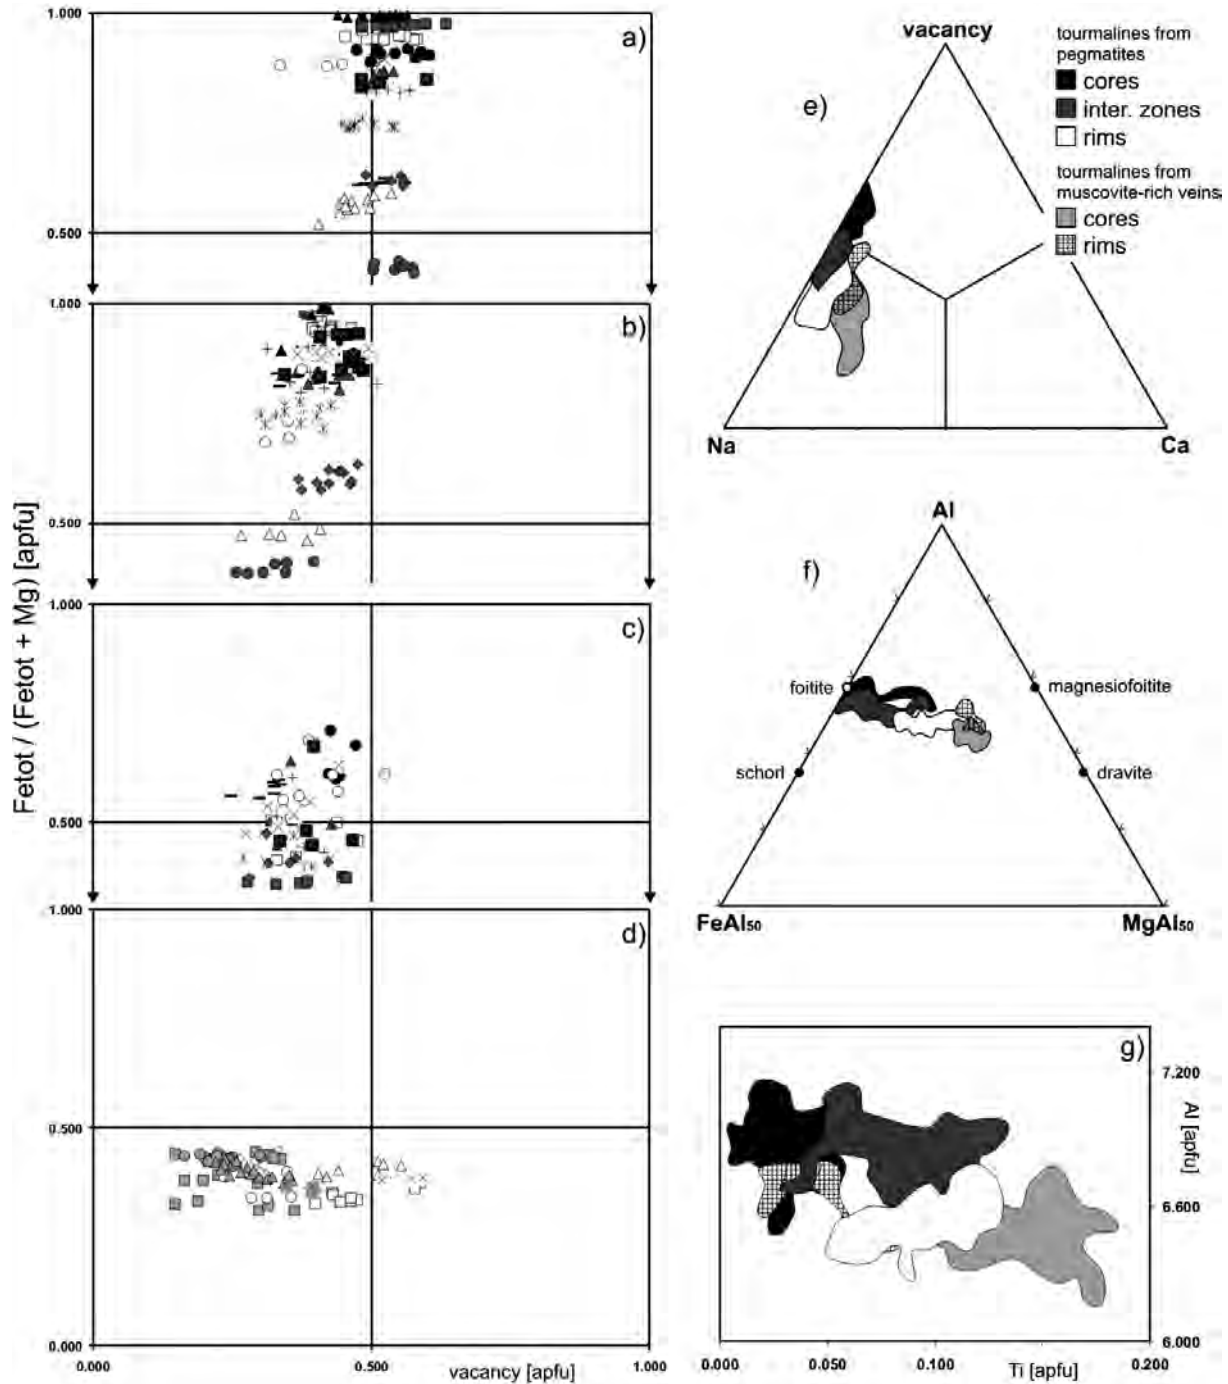 Fetot / (Fetot + Mg) [apfu]
1.000
a)
0.500
1.000
b)
0.500
1.000
c)
0.500
1.000
d)
0.500
0.000
0.000
0.500
1.000
vacancy [apfu]
vacancy
e)
Na
Ca
tourmalines from
pegmatites
cores
inter. zones
rims
tourmalines from
muscovite-rich veins
cores
rims
Al
f)
foitite
magnesiofoitite
schorl
dravite
FeAl50
MgAl50
g)
7.200
Al [apfu]
6.600
6.000
0.000
0.050
0.100
0.200
Ti [apfu]